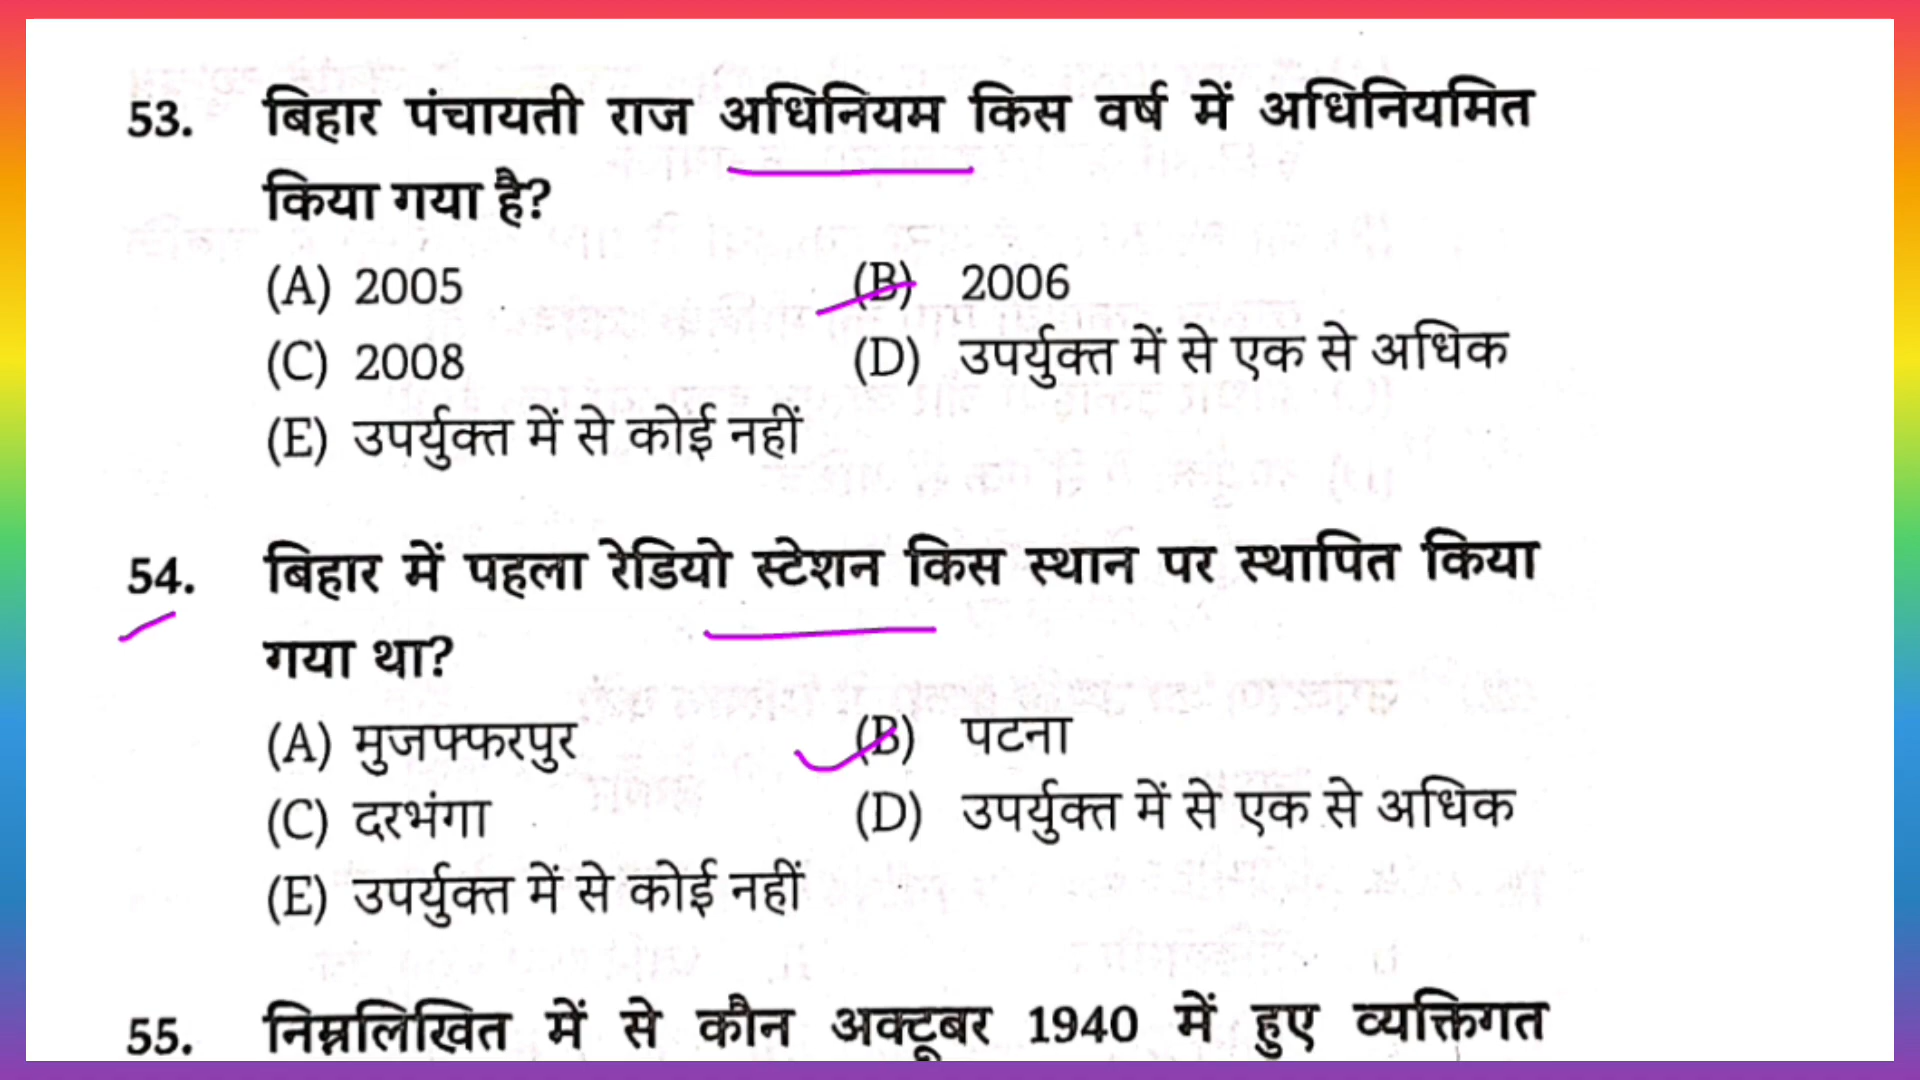 53. बिहार पंचायती राज अधिनियम किस वर्ष में अधिनियमित
किया गया है?
(A) 2005 (B) 2006
(C) 2008 (D) उपर्युक्त में से एक से अधिक
(E) उपर्युक्त में से कोई नहीं
54. बिहार में पहला रेडियो स्टेशन किस स्थान पर स्थापित किया
गया था?
(A) मुजफ्फरपुर (B) पटना
(C) दरभंगा (D) उपर्युक्त में से एक से अधिक
(E) उपर्युक्त में से कोई नहीं
55. निम्नलिखित में से कौन अक्टूबर 1940 में हुए व्यक्तिगत